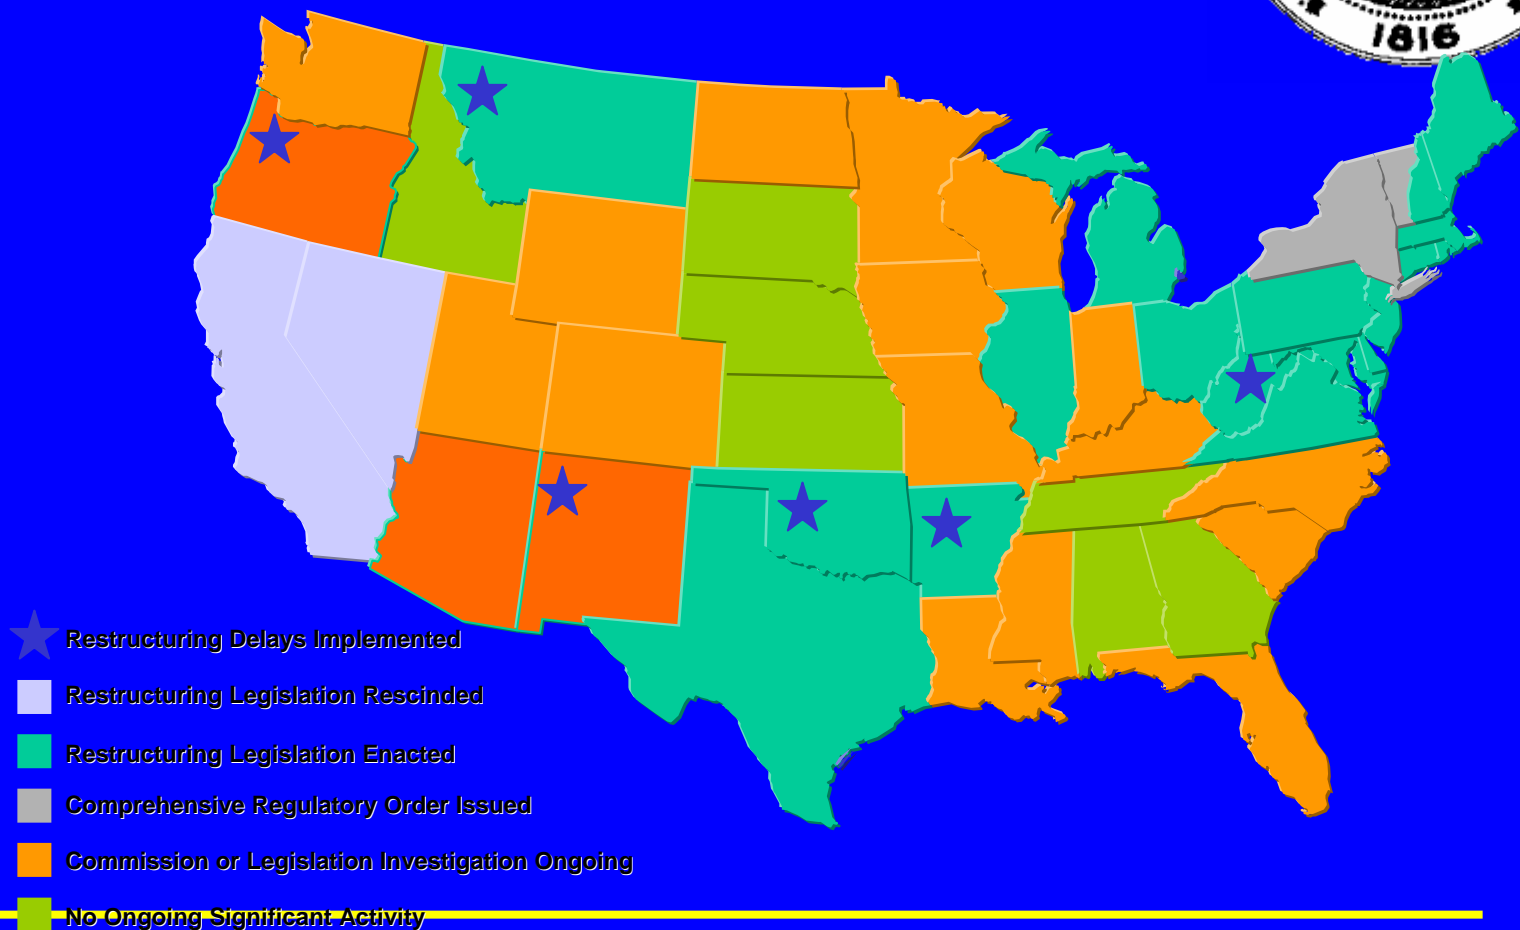 1816
Restructuring Delays Implemented
Restructuring Legislation Rescinded
Restructuring Legislation Enacted
Comprehensive Regulatory Order Issued
Commission or Legislation Investigation Ongoing
No Ongoing Significant Activity